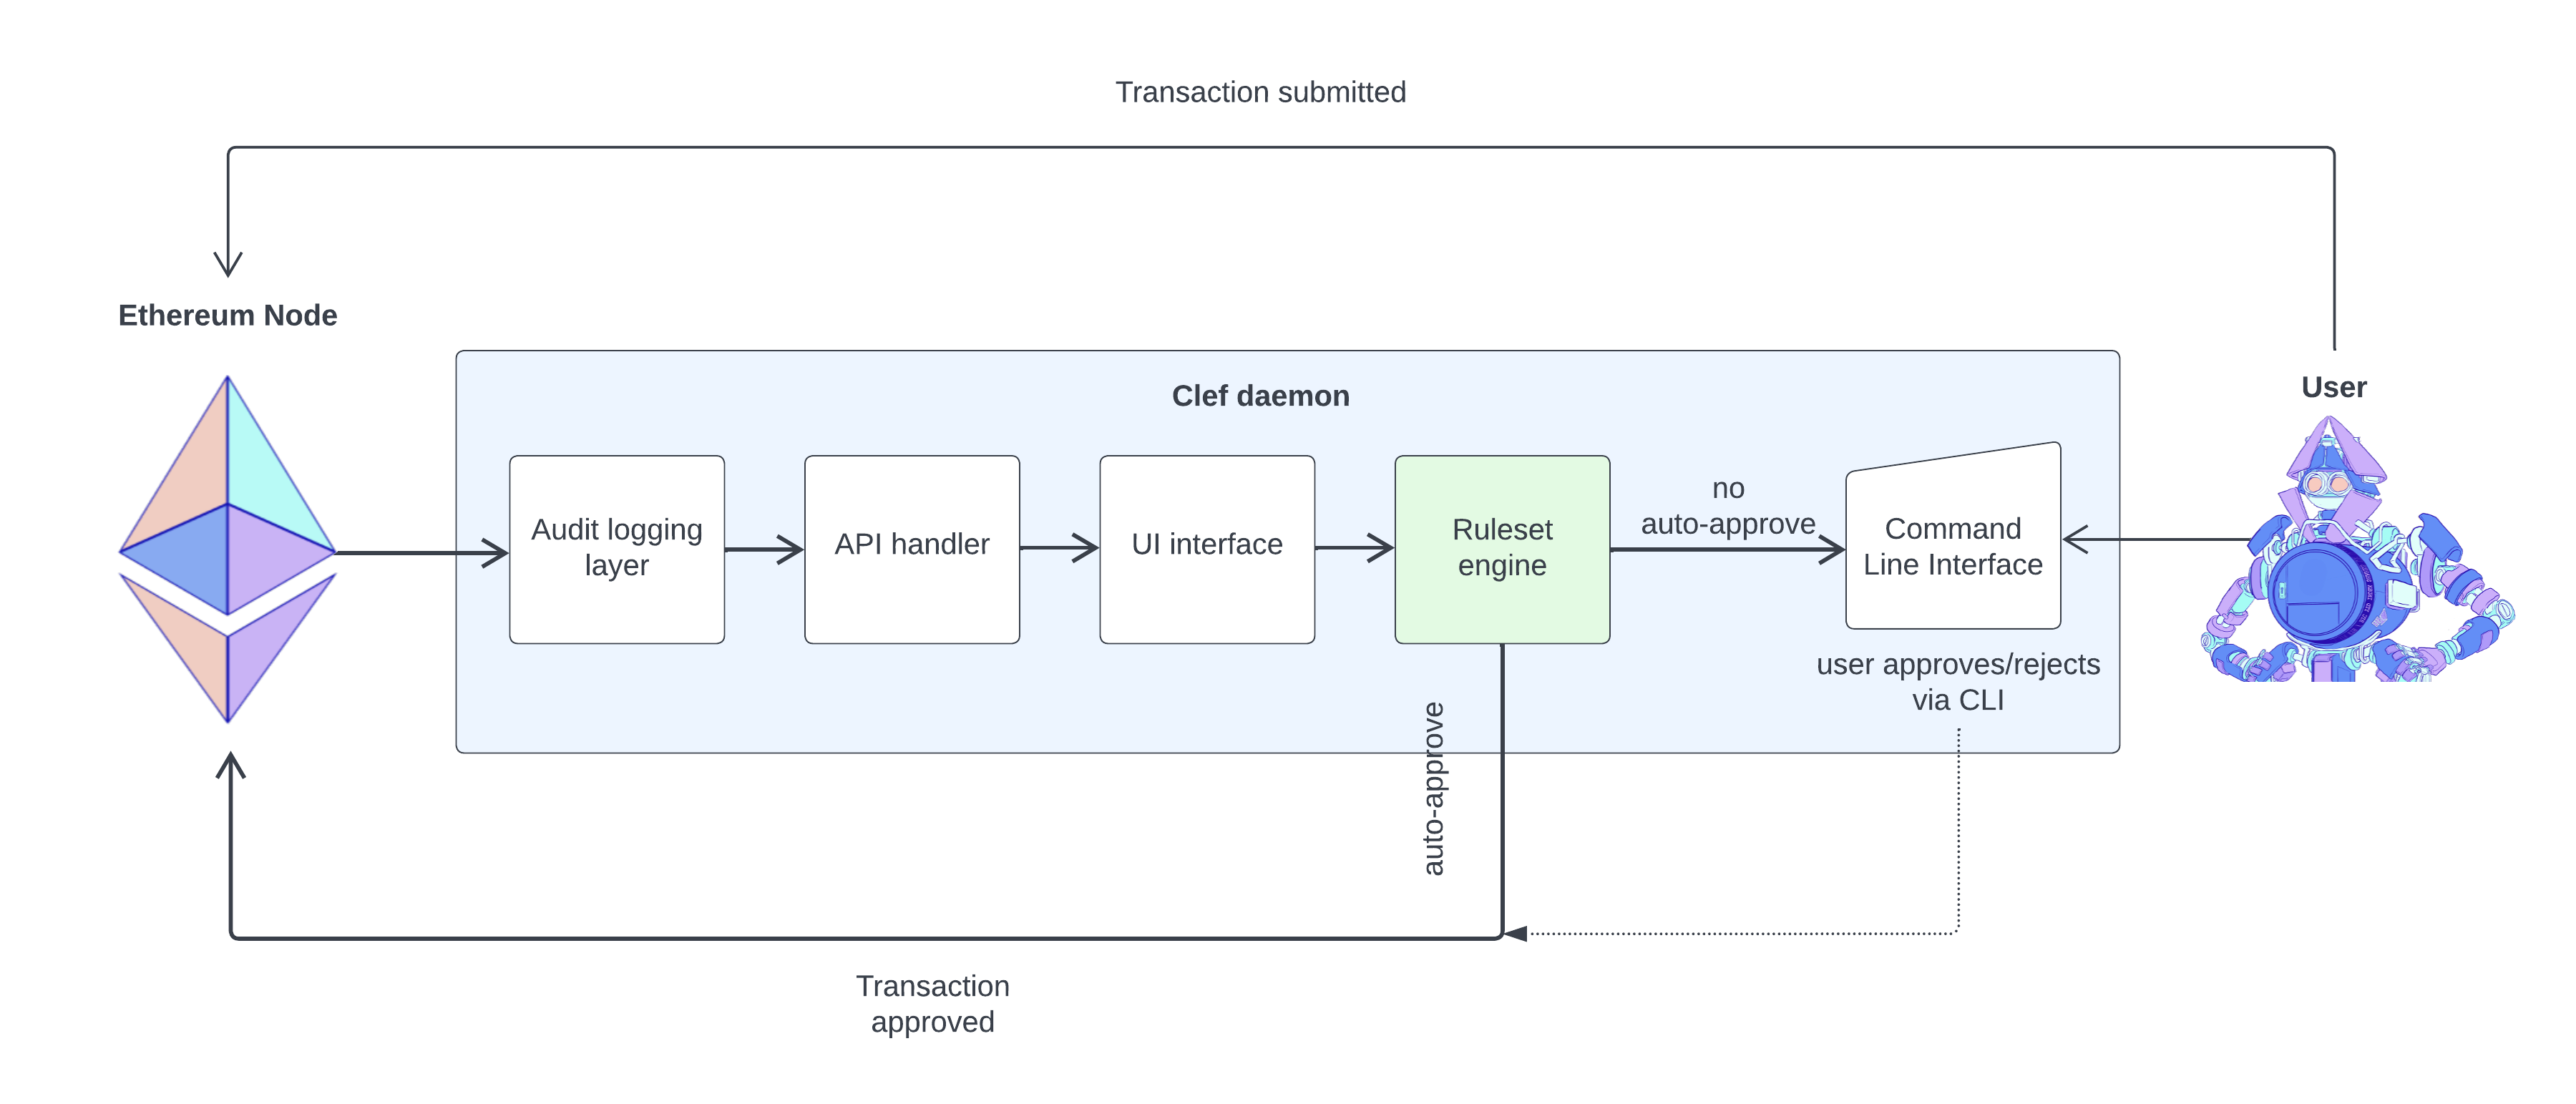 Transaction submitted
Ethereum Node
Clef daemon
User
Audit logging
layer
API handler
UI interface
Ruleset
engine
no
auto-approve
Command
Line Interface
user approves/rejects
via CLI
auto-approve
Transaction
approved